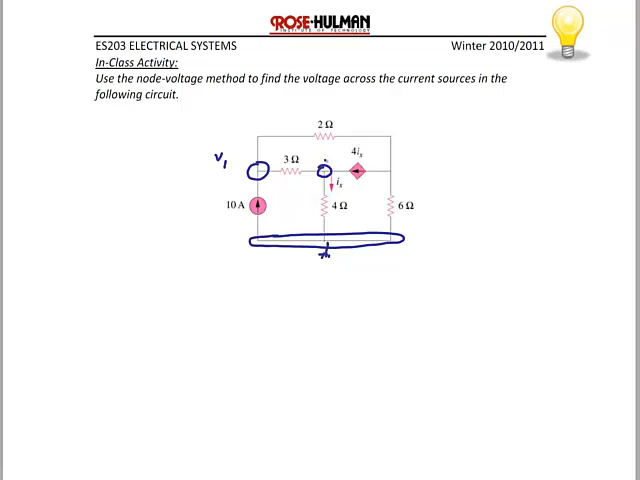 ROSE-HULMAN
INSTITUTE OF TECHNOLOGY
ES203 ELECTRICAL SYSTEMS Winter 2010/2011
In-Class Activity:
Use the node-voltage method to find the voltage across the current sources in the
following circuit.
2 Ω
v1 3 Ω 4ix
ix
10 A 4 Ω 6 Ω